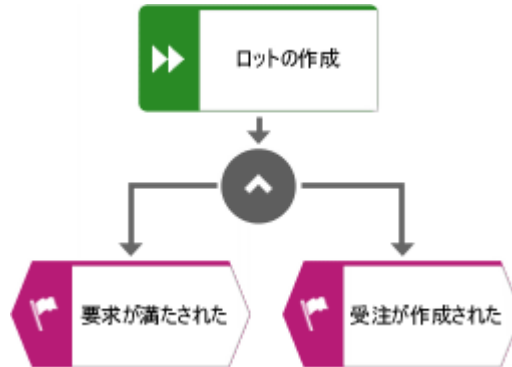 ロットの作成
要求が満たされた
受注が作成された